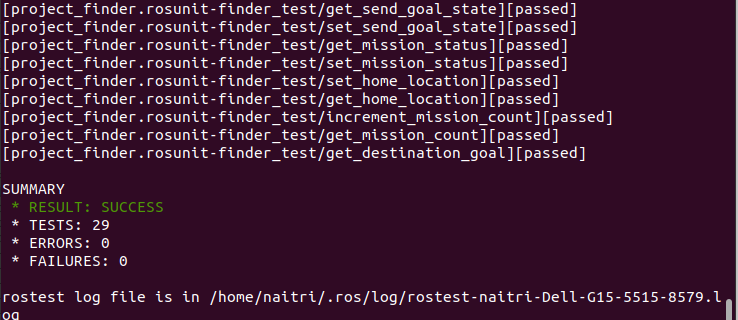 [project_finder.rosunit-finder_test/get_send_goal_state][passed]
[project_finder.rosunit-finder_test/set_send_goal_state][passed]
[project_finder.rosunit-finder_test/get_mission_status][passed]
[project_finder.rosunit-finder_test/set_mission_status][passed]
[project_finder.rosunit-finder_test/set_home_location][passed]
[project_finder.rosunit-finder_test/get_home_location][passed]
[project_finder.rosunit-finder_test/increment_mission_count][passed]
[project_finder.rosunit-finder_test/get_mission_count][passed]
[project_finder.rosunit-finder_test/get_destination_goal][passed]
SUMMARY
* RESULT: SUCCESS
* TESTS: 29
* ERRORS: 0
* FAILURES: 0
rostest log file is in /home/naitri/.ros/log/rostest-naitri-Dell-G15-5515-8579.l
og